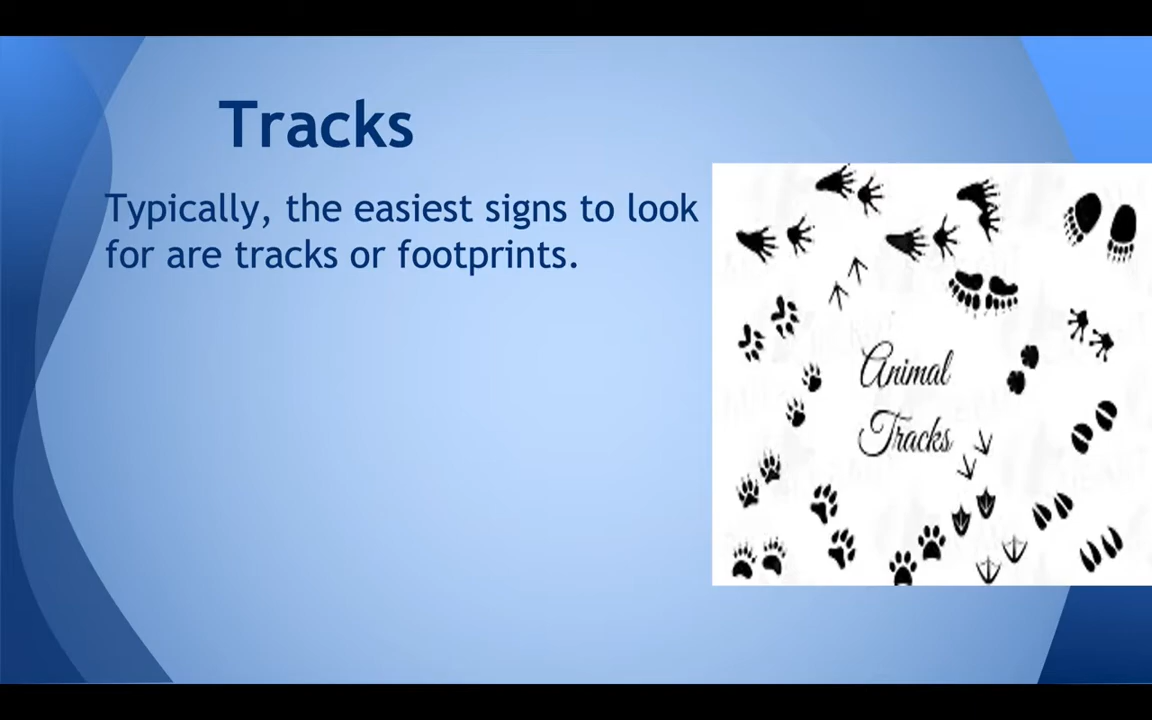 Tracks
Typically, the easiest signs to look
for are tracks or footprints.
Animal
Tracks